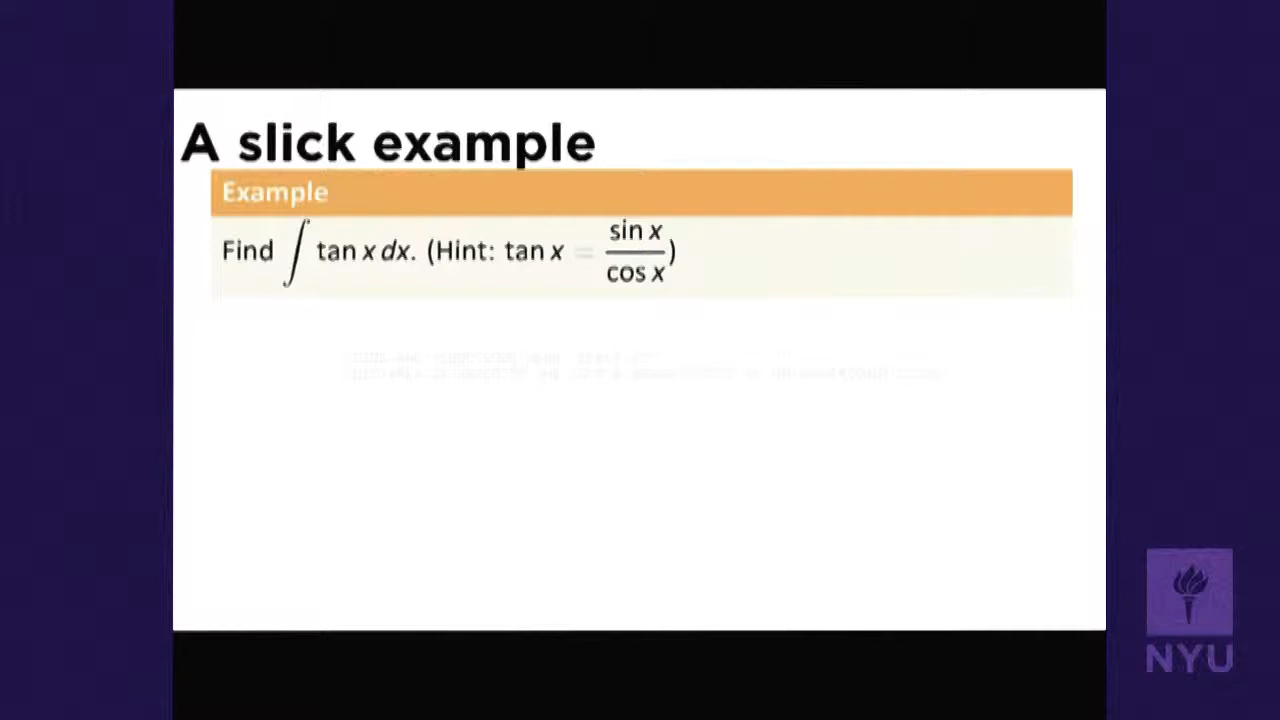 A slick example
Example
Find ∫ tan x dx. (Hint: tan x = sin x / cos x)
NYU